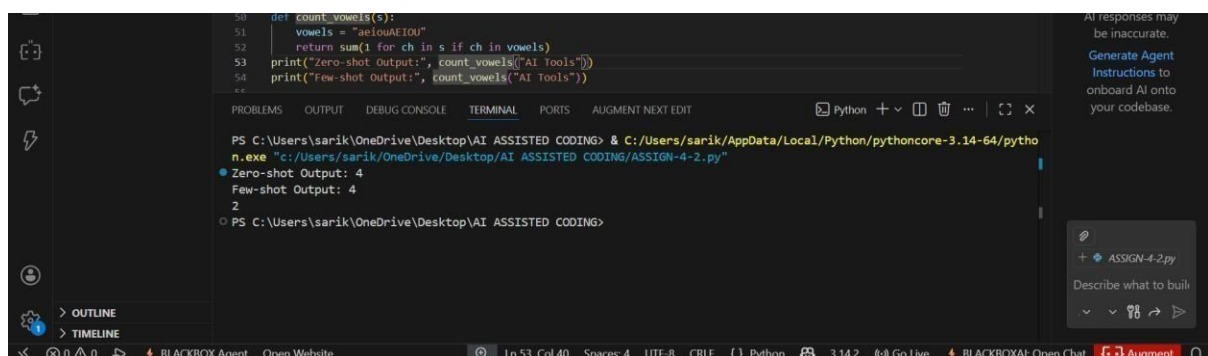 50 def count_vowels(s):
51 vowels = "aeiouAEIOU"
52 return sum(1 for ch in s if ch in vowels)
53 print("Zero-shot Output:", count_vowels("AI Tools"))
54 print("Few-shot Output:", count_vowels("AI Tools"))
55
PROBLEMS OUTPUT DEBUG CONSOLE TERMINAL PORTS AUGMENT NEXT EDIT Python
PS C:\Users\sarik\OneDrive\Desktop\AI ASSISTED CODING> & C:/Users/sarik/AppData/Local/Python/pythoncore-3.14-64/pytho
n.exe "c:/Users/sarik/OneDrive/Desktop/AI ASSISTED CODING/ASSIGN-4-2.py"
Zero-shot Output: 4
Few-shot Output: 4
2
PS C:\Users\sarik\OneDrive\Desktop\AI ASSISTED CODING>
AI responses may
be inaccurate.
Generate Agent
Instructions to
onboard AI onto
your codebase.
+ ASSIGN-4-2.py
Describe what to build
1
> OUTLINE
> TIMELINE
0 0 BLACKBOX Agent Open Website Ln 53, Col 40 Spaces: 4 UTF-8 CRLF {} Python 3.14.2 Go Live BLACKBOXAI: Open Chat Augment